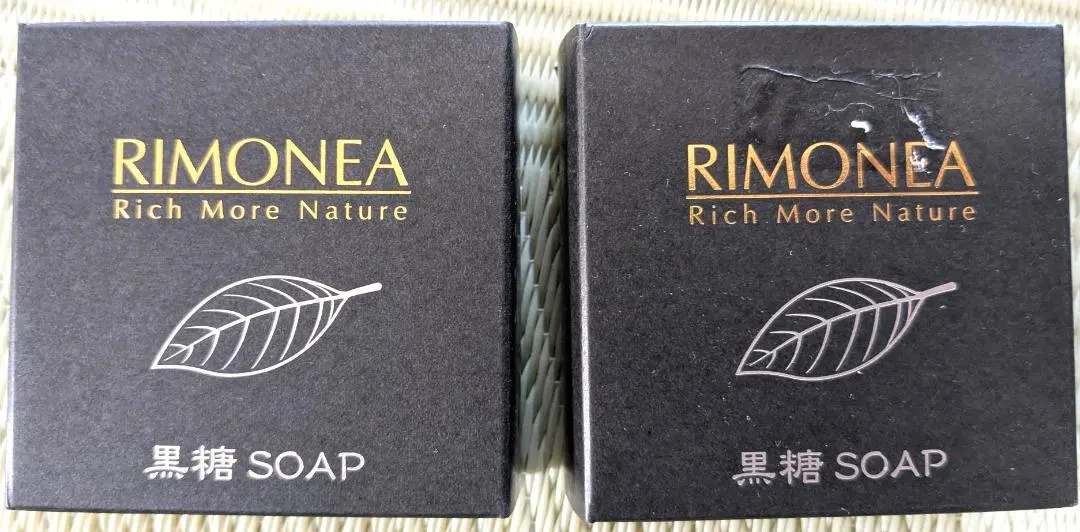 RIMONEA
Rich More Nature
黒糖 SOAP
RIMONEA
Rich More Nature
黒糖 SOAP